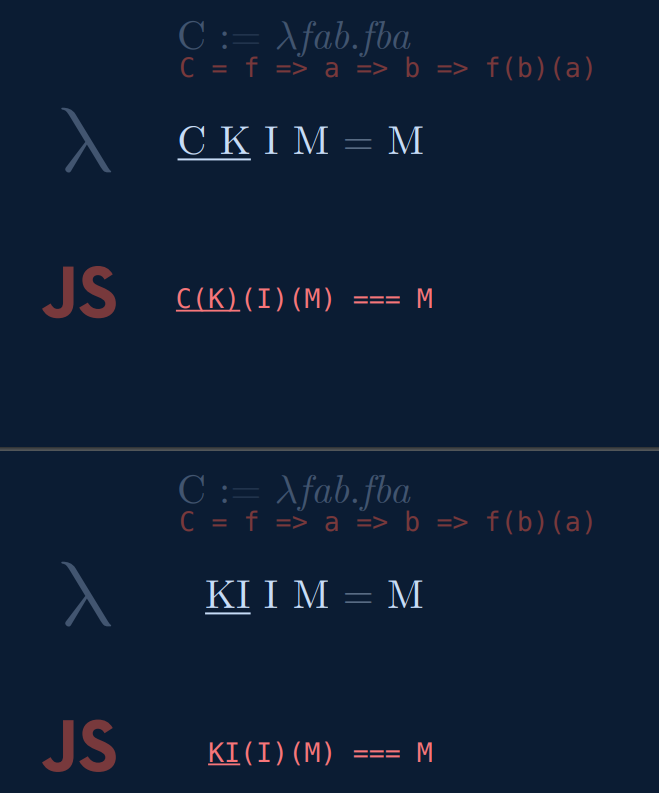 C := λfab.fba
C = f => a => b => f(b)(a)
λ C K I M = M
JS C(K)(I)(M) === M
C := λfab.fba
C = f => a => b => f(b)(a)
λ KI I M = M
JS KI(I)(M) === M